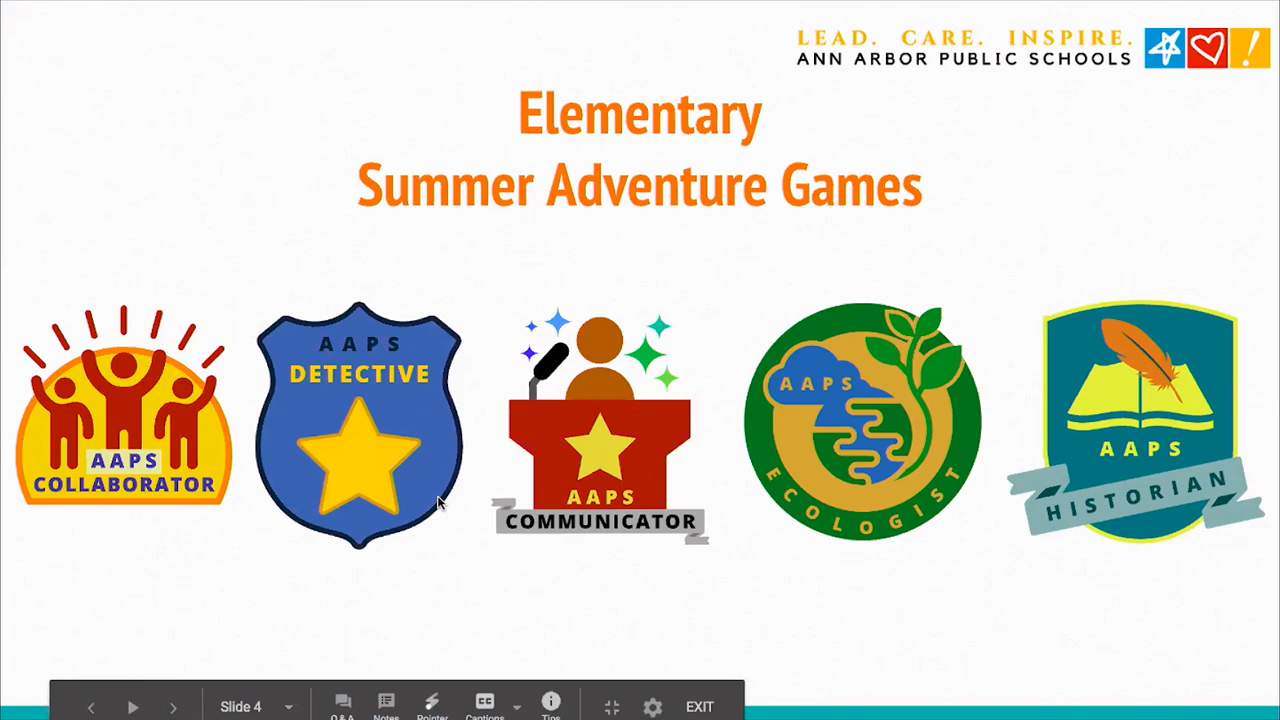 LEAD. CARE. INSPIRE.
ANN ARBOR PUBLIC SCHOOLS
Elementary
Summer Adventure Games
AAPS
COLLABORATOR
AAPS
DETECTIVE
AAPS
COMMUNICATOR
AAPS
ECOLOGIST
AAPS
HISTORIAN
Slide 4
Q&A
Notes
Pointer
Captions
Tips
EXIT